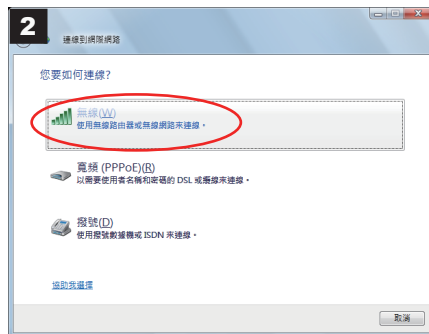 2
連線到網際網路
您要如何連線?
無線(W)
使用無線路由器或無線網路來連線。
寬頻 (PPPoE)(R)
以需要使用者名稱和密碼的 DSL 或纜線來連線。
撥號(D)
使用撥號數據機或 ISDN 來連線。
協助我選擇
取消